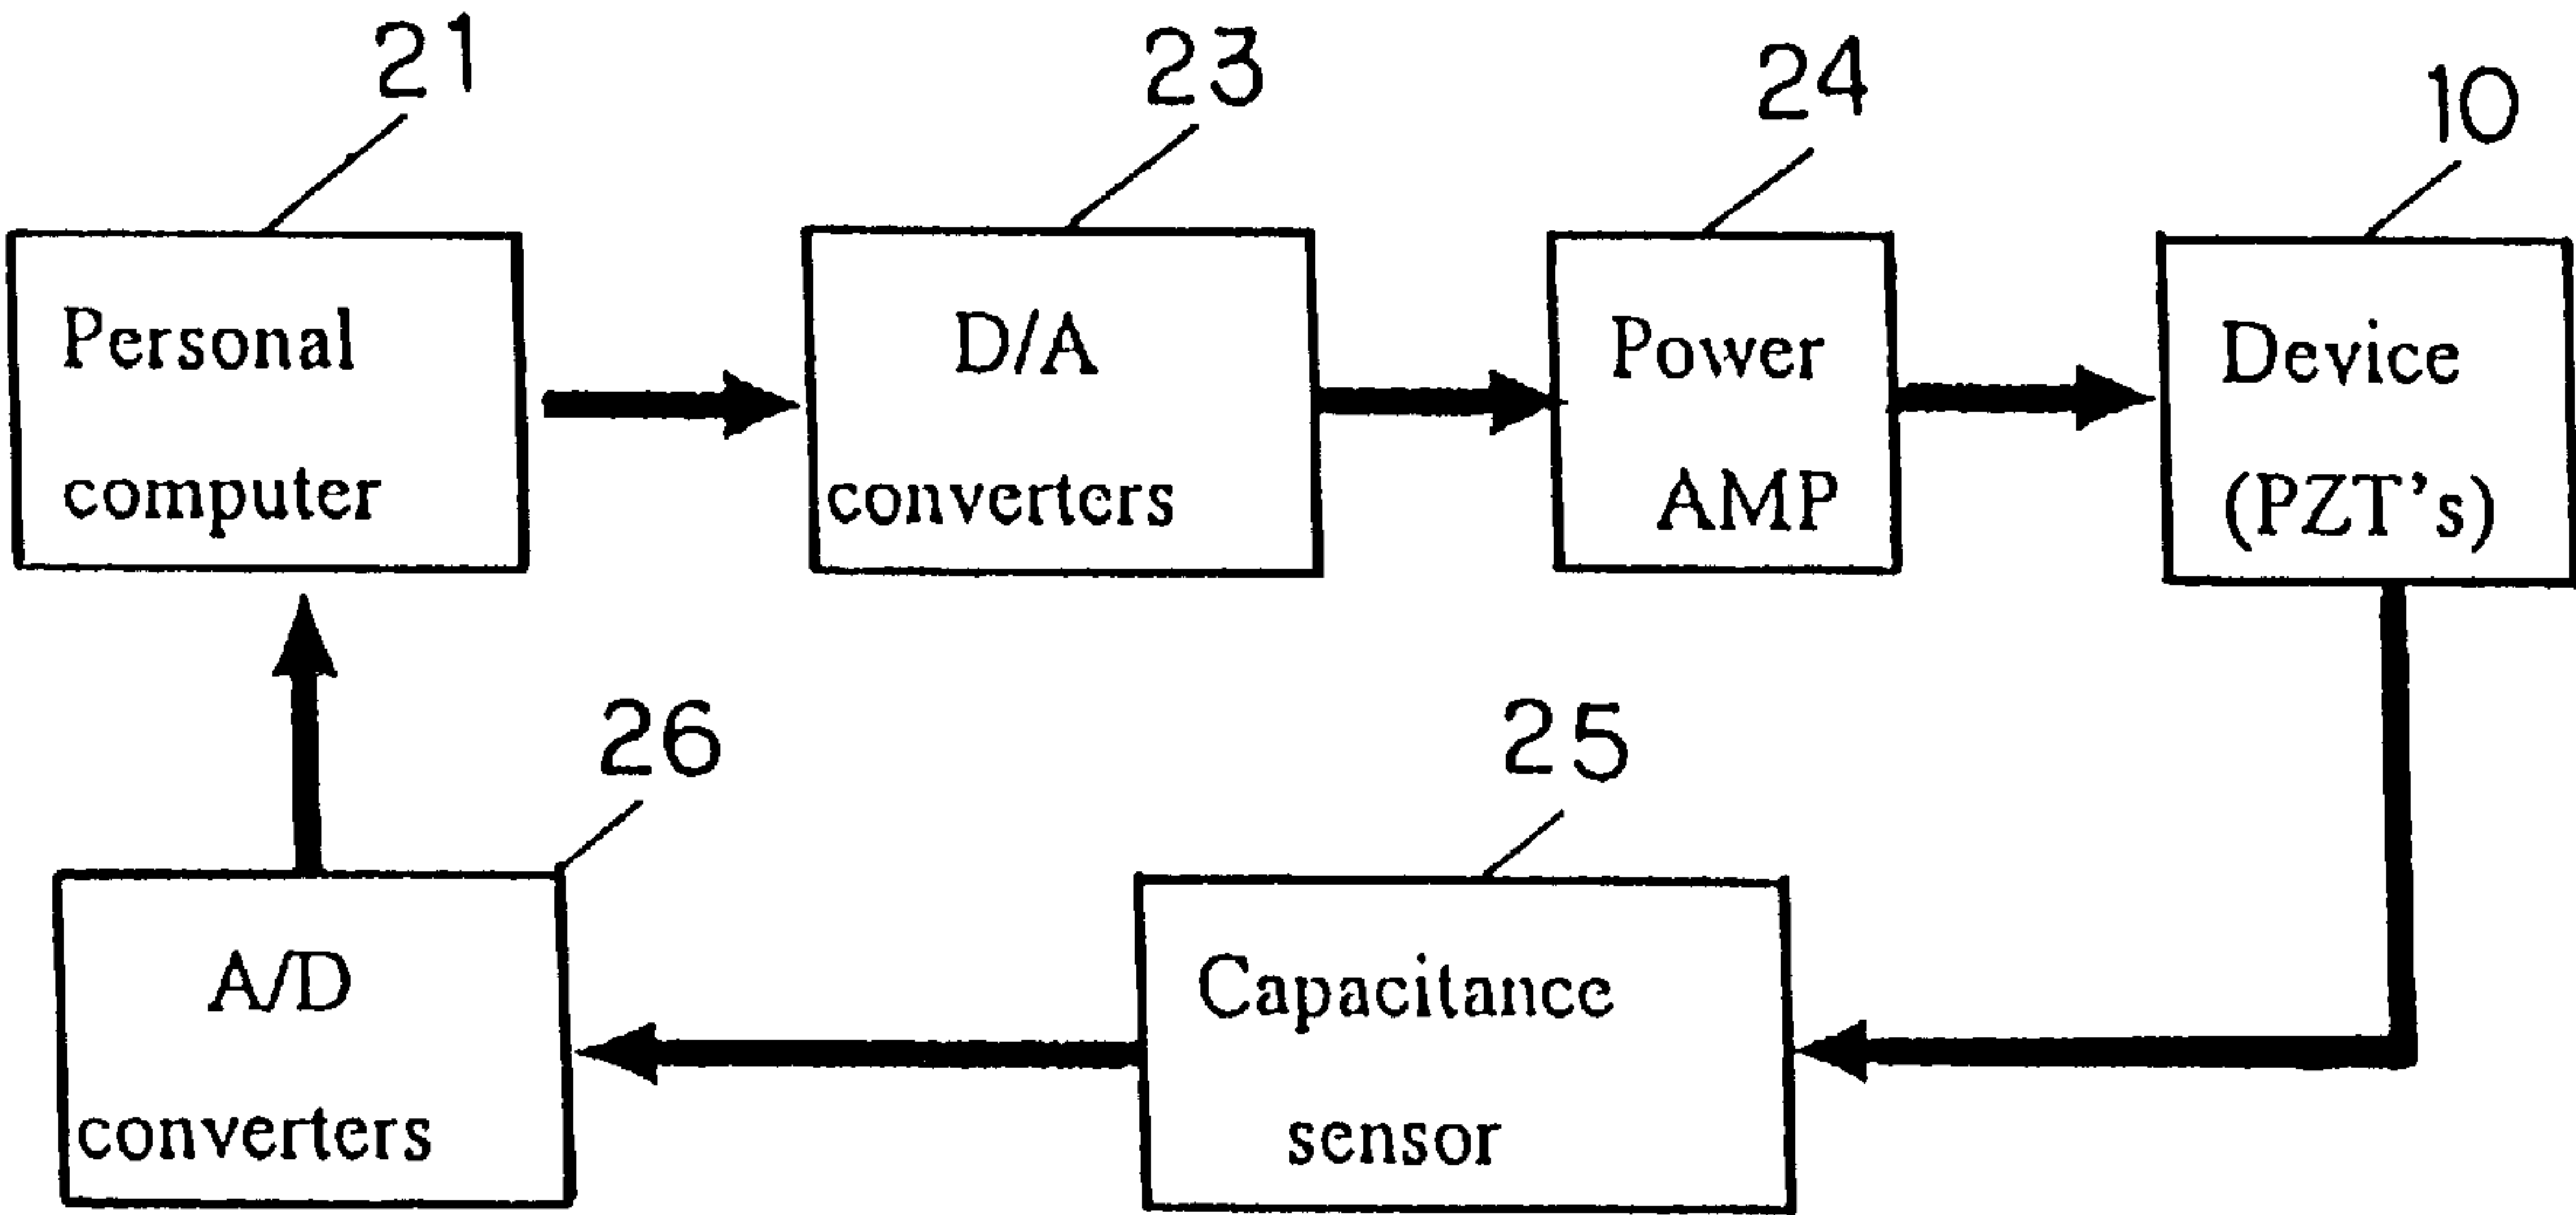 21
23
24
10
Personal
computer
D/A
converters
Power
AMP
Device
(PZT's)
26
25
A/D
converters
Capacitance
sensor